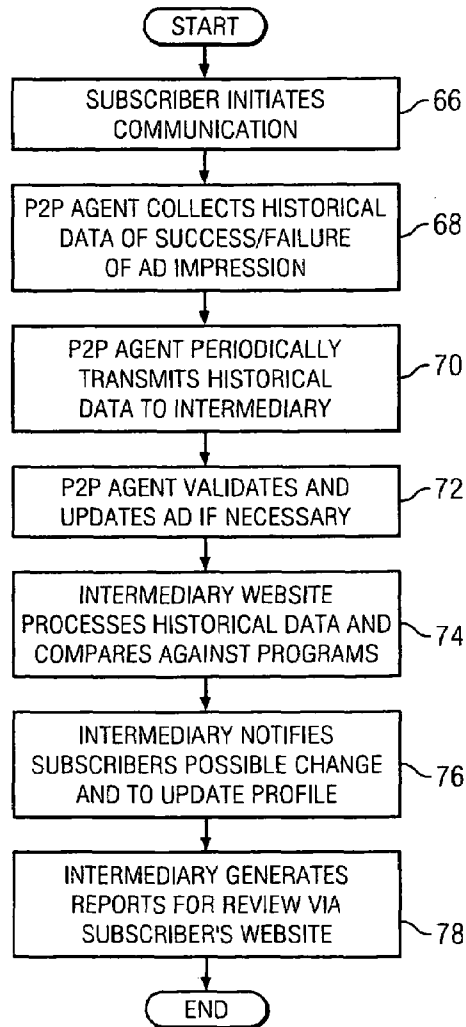 START
SUBSCRIBER INITIATES
COMMUNICATION
66
P2P AGENT COLLECTS HISTORICAL
DATA OF SUCCESS/FAILURE
OF AD IMPRESSION
68
P2P AGENT PERIODICALLY
TRANSMITS HISTORICAL
DATA TO INTERMEDIARY
70
P2P AGENT VALIDATES AND
UPDATES AD IF NECESSARY
72
INTERMEDIARY WEBSITE
PROCESSES HISTORICAL DATA AND
COMPARES AGAINST PROGRAMS
74
INTERMEDIARY NOTIFIES
SUBSCRIBERS POSSIBLE CHANGE
AND TO UPDATE PROFILE
76
INTERMEDIARY GENERATES
REPORTS FOR REVIEW VIA
SUBSCRIBER'S WEBSITE
78
END